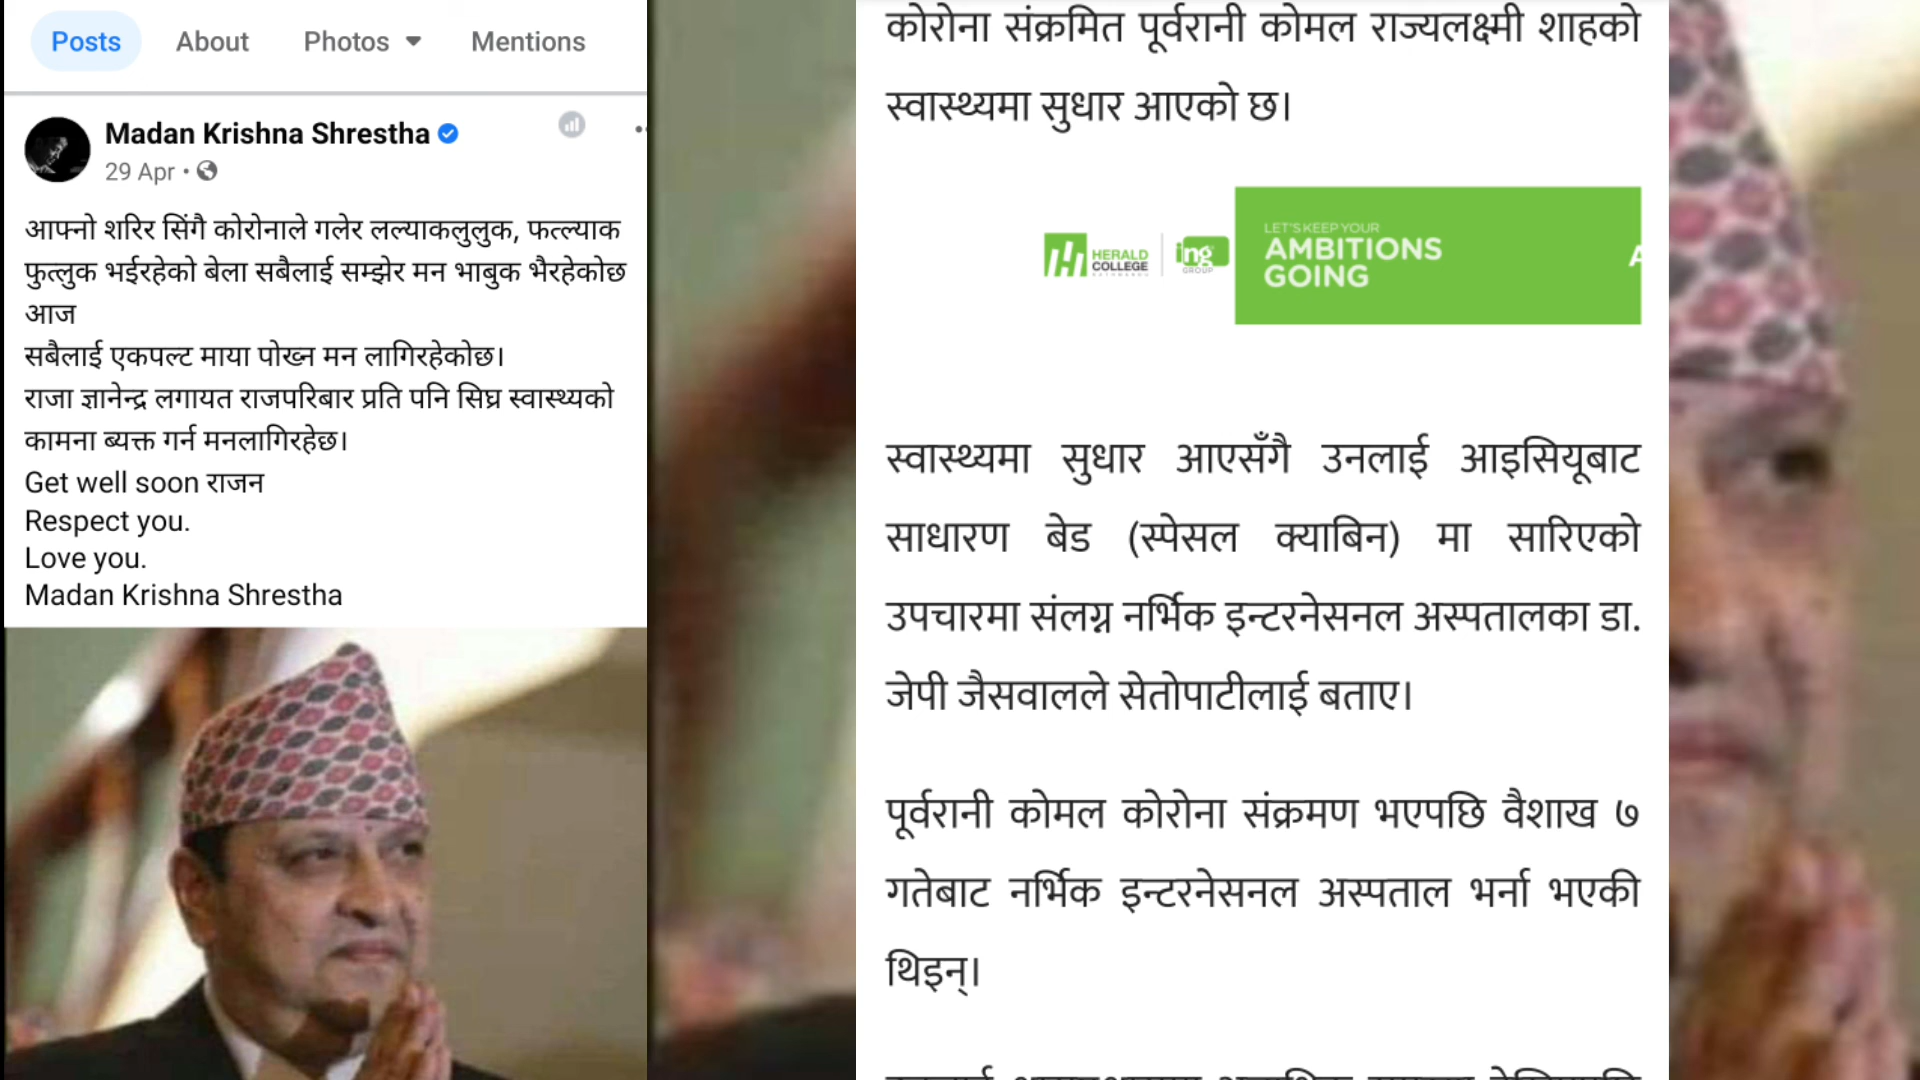 Posts About Photos Mentions
Madan Krishna Shrestha
29 Apr
आफ्नो शरिर सिंगै कोरोनाले गलेर लल्याकलुलुक, फत्ल्याक
फुत्लुक भईरहेको बेला सबैलाई सम्झेर मन भाबुक भैरहेकोछ
आज
सबैलाई एकपल्ट माया पोख्न मन लागिरहेकोछ।
राजा ज्ञानेन्द्र लगायत राजपरिबार प्रति पनि सिघ्र स्वास्थ्यको
कामना ब्यक्त गर्न मनलागिरहेछ।
Get well soon राजन
Respect you.
Love you.
Madan Krishna Shrestha
कोरोना संक्रमित पूर्वरानी कोमल राज्यलक्ष्मी शाहको
स्वास्थ्यमा सुधार आएको छ।
HERALD
COLLEGE
KATHMANDU
ing
GROUP
LET'S KEEP YOUR
AMBITIONS
GOING
A
स्वास्थ्यमा सुधार आएसँगै उनलाई आइसियूबाट
साधारण बेड (स्पेसल क्याबिन) मा सारिएको
उपचारमा संलग्न नर्भिक इन्टरनेसनल अस्पतालका डा.
जेपी जैसवालले सेतोपाटीलाई बताए।
पूर्वरानी कोमल कोरोना संक्रमण भएपछि वैशाख ७
गतेबाट नर्भिक इन्टरनेसनल अस्पताल भर्ना भएकी
थिइन्।